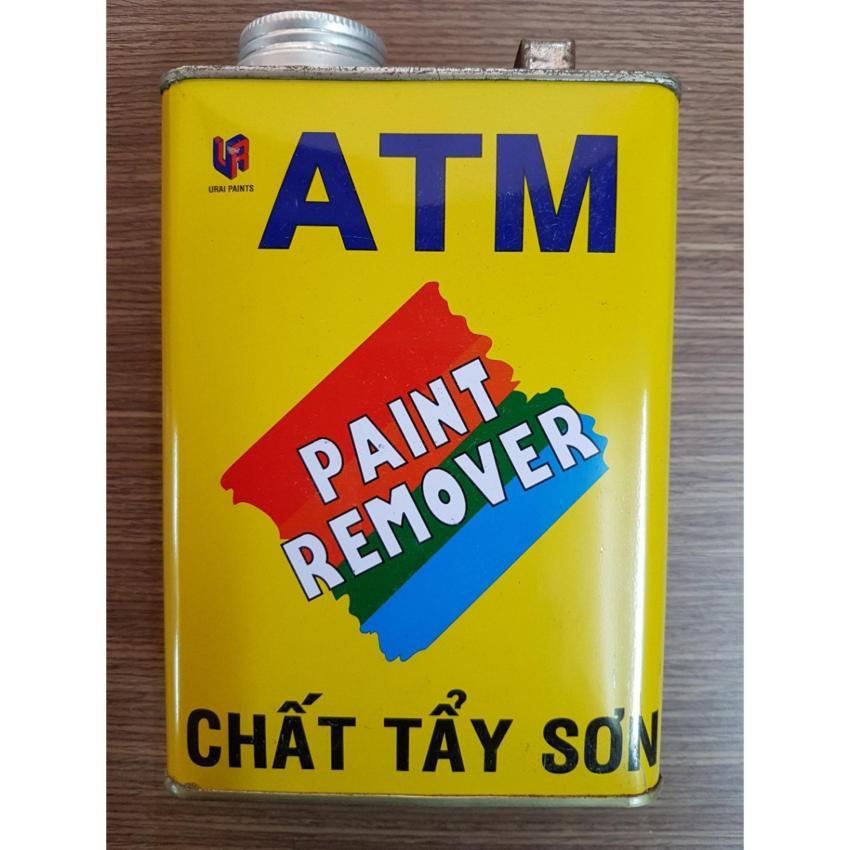 ATM
URAI PAINTS
PAINT
REMOVER
CHẤT TẨY SƠN